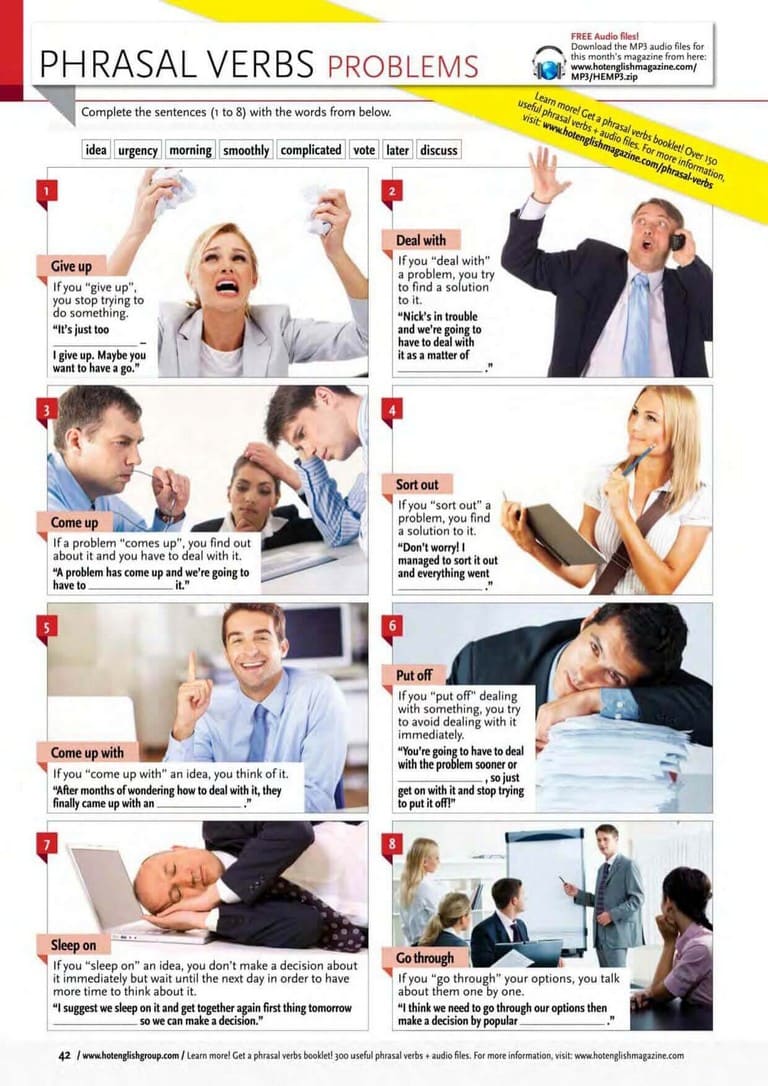 PHRASAL VERBS PROBLEMS
FREE Audio files!
Download the MP3 audio files for
this month's magazine from here:
www.hotenglishmagazine.com/
MP3/HEMP3.zip
Learn more! Get a phrasal verbs booklet! Over 150
useful phrasal verbs + audio files. For more information,
visit: www.hotenglishmagazine.com/phrasal-verbs
Complete the sentences (1 to 8) with the words from below.
idea urgency morning smoothly complicated vote later discuss
1
Give up
If you "give up",
you stop trying to
do something.
"It's just too
_______________ –
I give up. Maybe you
want to have a go."
2
Deal with
If you "deal with"
a problem, you try
to find a solution
to it.
"Nick's in trouble
and we're going to
have to deal with
it as a matter of
_______________."
3
Come up
If a problem "comes up", you find out
about it and you have to deal with it.
"A problem has come up and we're going to
have to _______________ it."
4
Sort out
If you "sort out" a
problem, you find
a solution to it.
"Don't worry! I
managed to sort it out
and everything went
_______________."
5
Come up with
If you "come up with" an idea, you think of it.
"After months of wondering how to deal with it, they
finally came up with an _______________."
6
Put off
If you "put off" dealing
with something, you try
to avoid dealing with it
immediately.
"You're going to have to deal
with the problem sooner or
_______________, so just
get on with it and stop trying
to put it off!"
7
Sleep on
If you "sleep on" an idea, you don't make a decision about
it immediately but wait until the next day in order to have
more time to think about it.
"I suggest we sleep on it and get together again first thing tomorrow
_______________ so we can make a decision."
8
Go through
If you "go through" your options, you talk
about them one by one.
"I think we need to go through our options then
make a decision by popular _______________."
42 / www.hotenglishgroup.com / Learn more! Get a phrasal verbs booklet! 300 useful phrasal verbs + audio files. For more information, visit: www.hotenglishmagazine.com